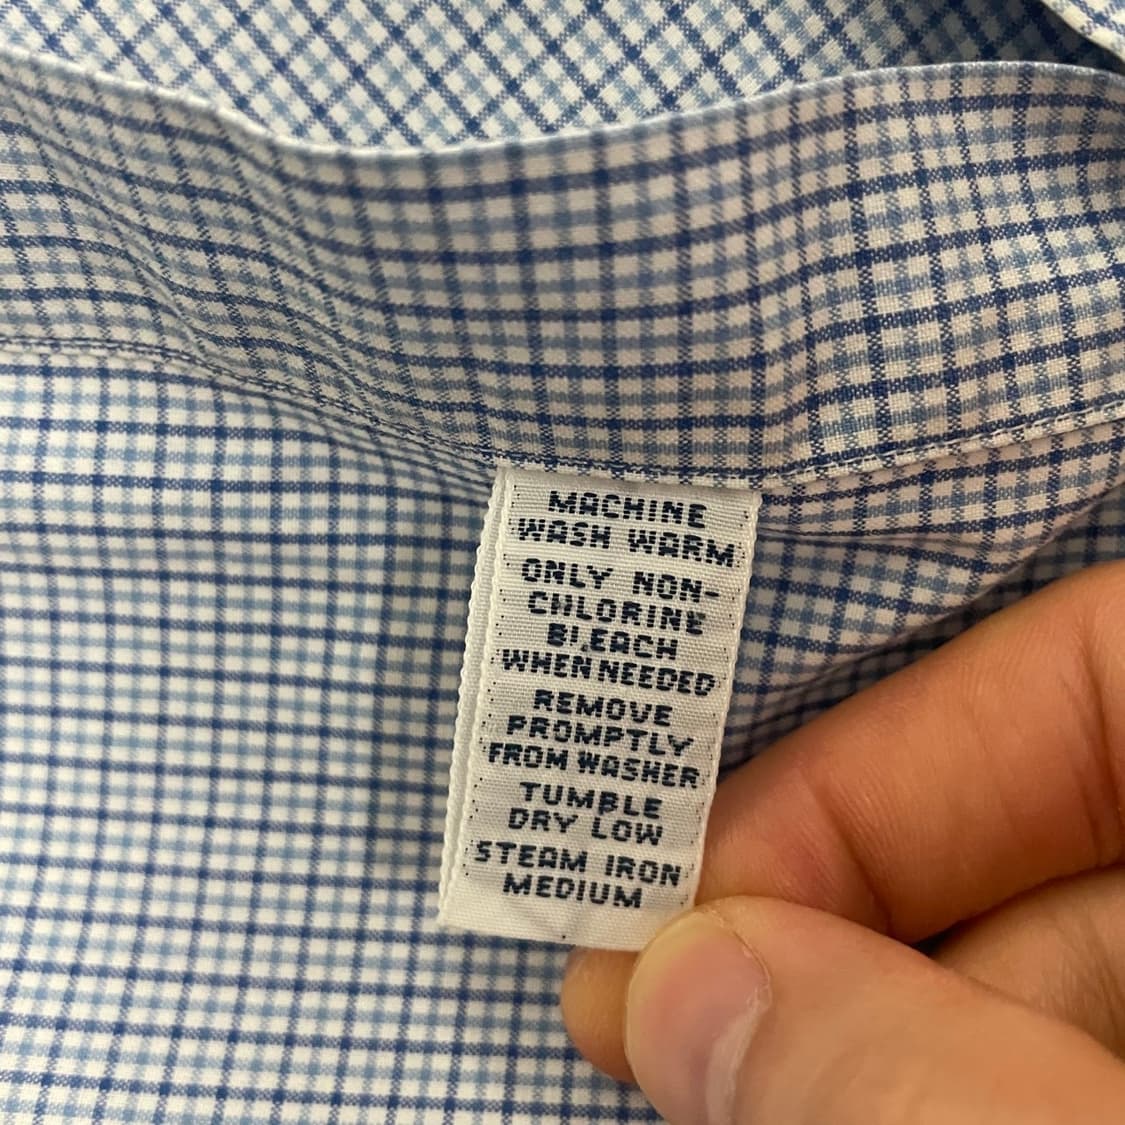 MACHINE
WASH WARM
ONLY NON-
CHLORINE
BLEACH
WHEN NEEDED
REMOVE
PROMPTLY
FROM WASHER
TUMBLE
DRY LOW
STEAM IRON
MEDIUM